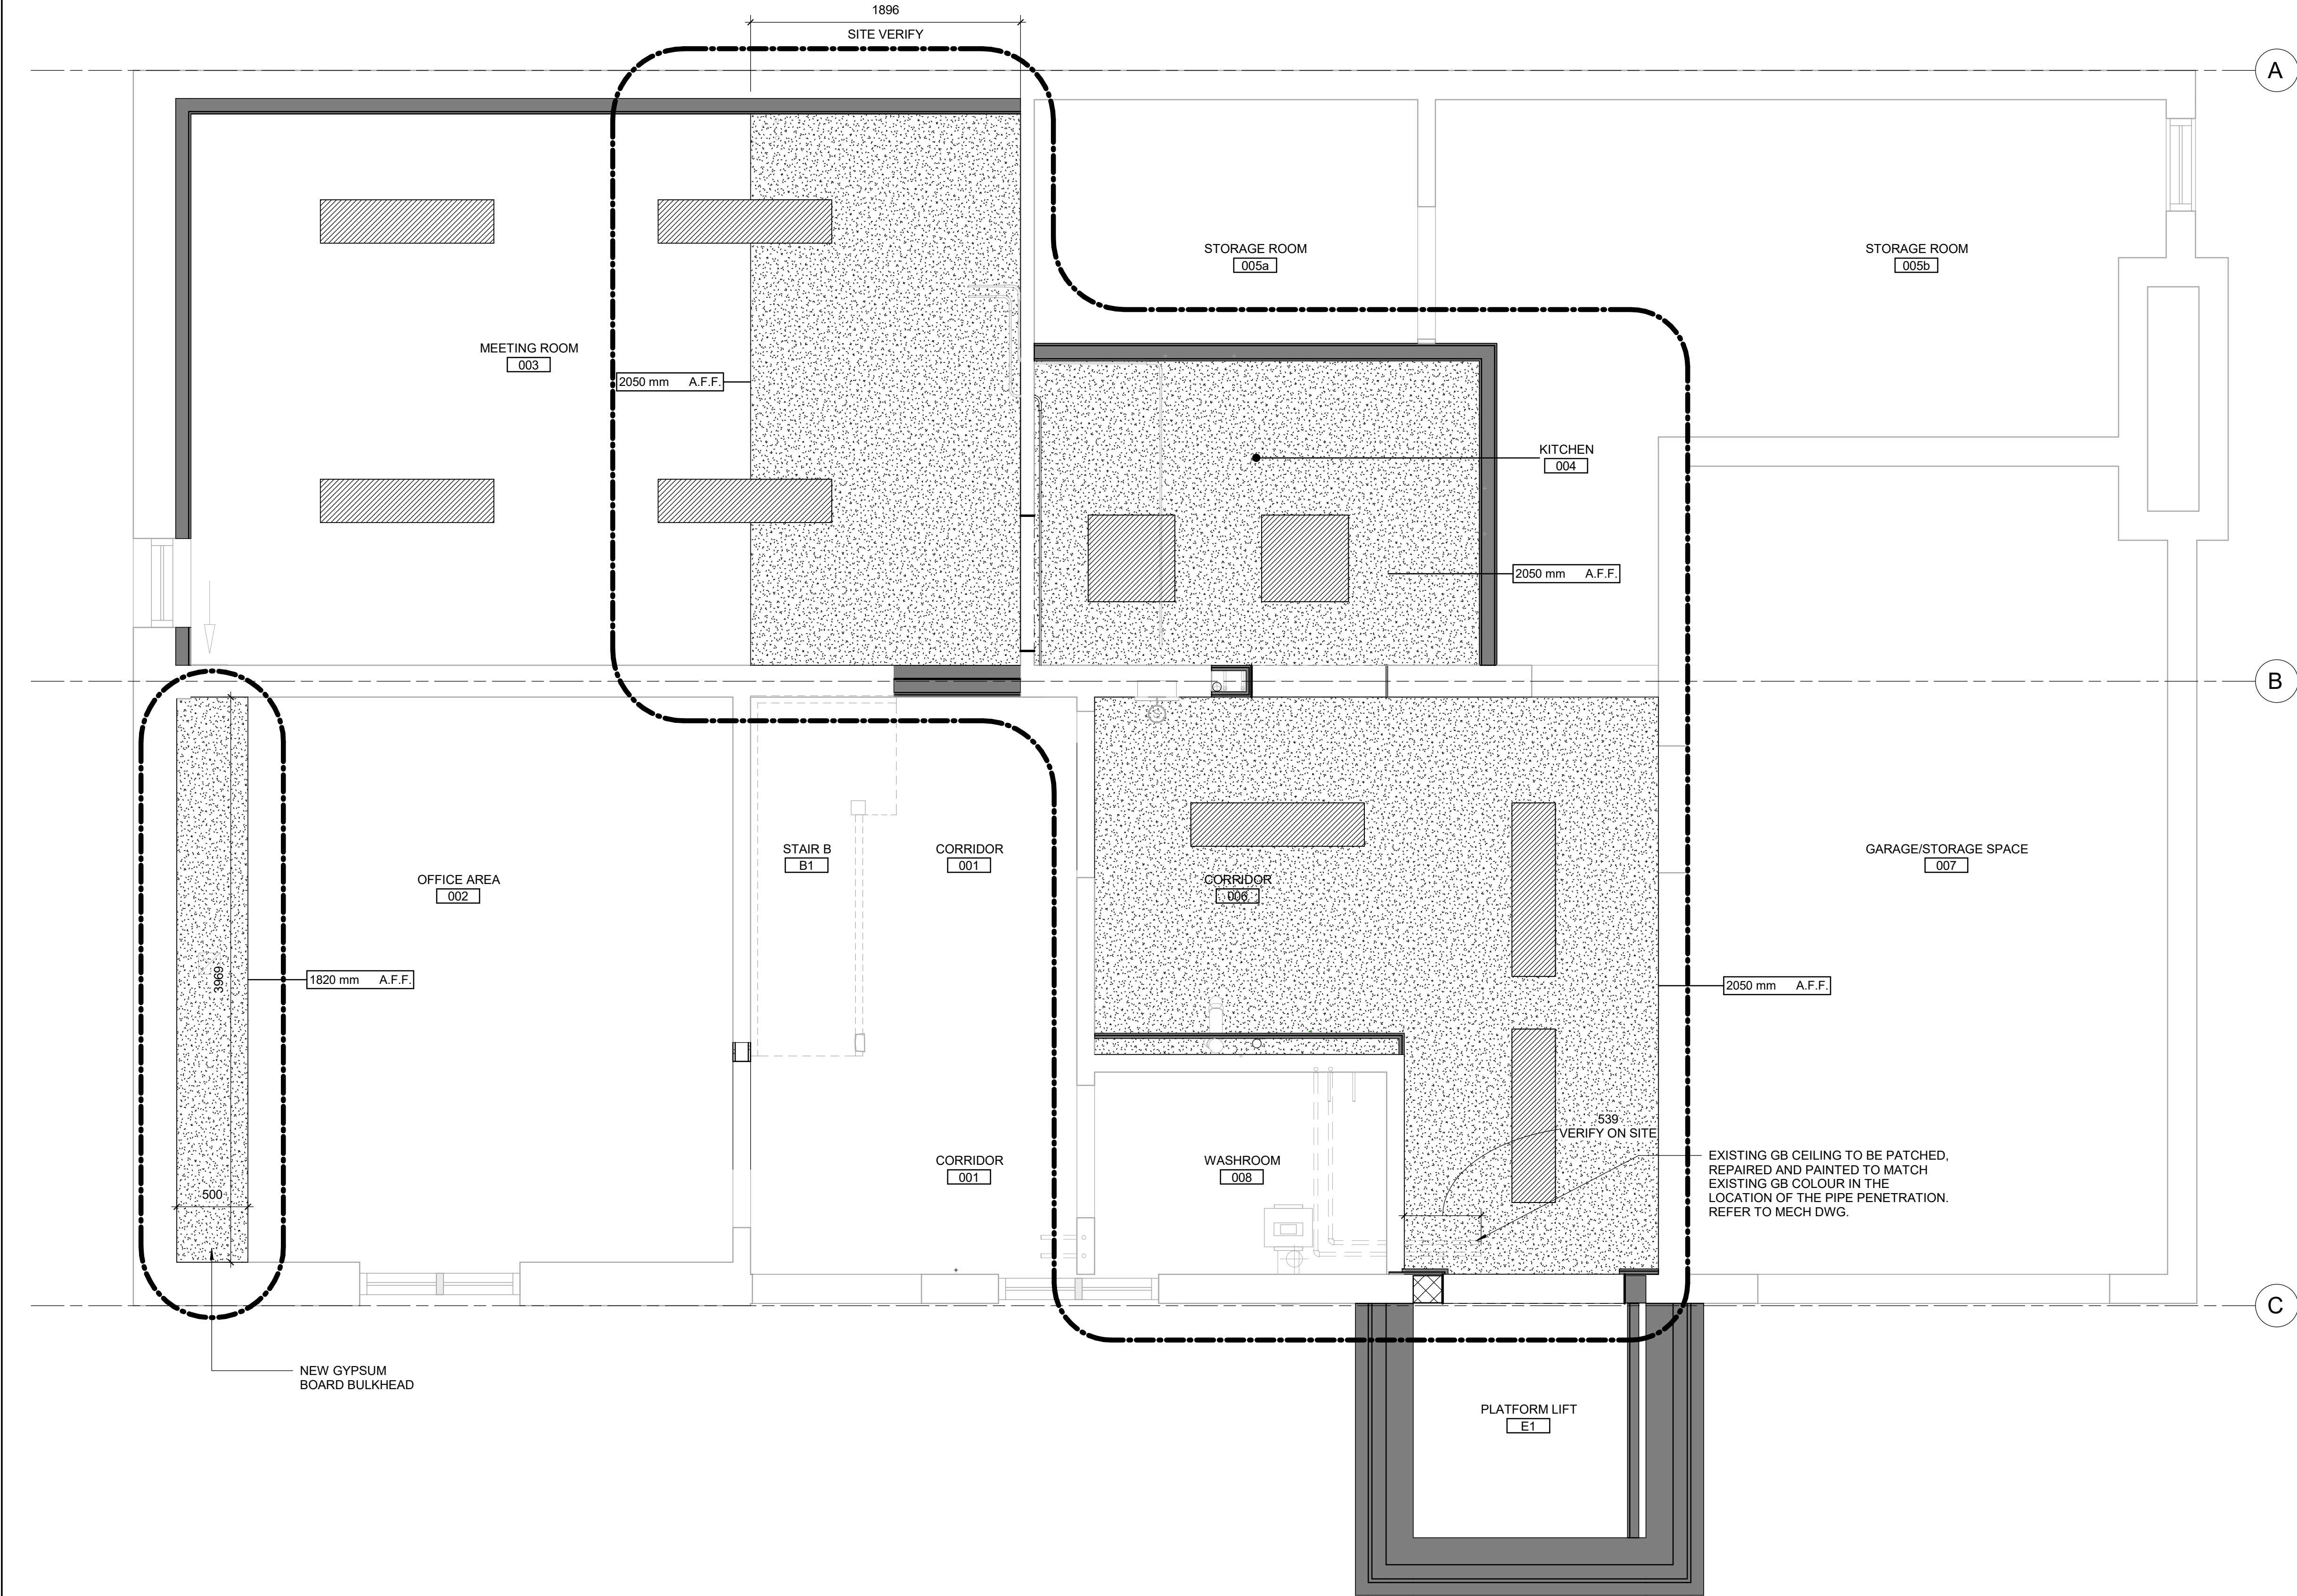 1896
SITE VERIFY
A
STORAGE ROOM
005a
STORAGE ROOM
005b
MEETING ROOM
003
2050 mm A.F.F.
KITCHEN
004
2050 mm A.F.F.
B
STAIR B
B1
CORRIDOR
001
GARAGE/STORAGE SPACE
007
OFFICE AREA
002
CORRIDOR
006
3969
1820 mm A.F.F.
2050 mm A.F.F.
539
VERIFY ON SITE
CORRIDOR
001
WASHROOM
008
EXISTING GB CEILING TO BE PATCHED,
REPAIRED AND PAINTED TO MATCH
EXISTING GB COLOUR IN THE
LOCATION OF THE PIPE PENETRATION.
REFER TO MECH DWG.
500
C
NEW GYPSUM
BOARD BULKHEAD
PLATFORM LIFT
E1